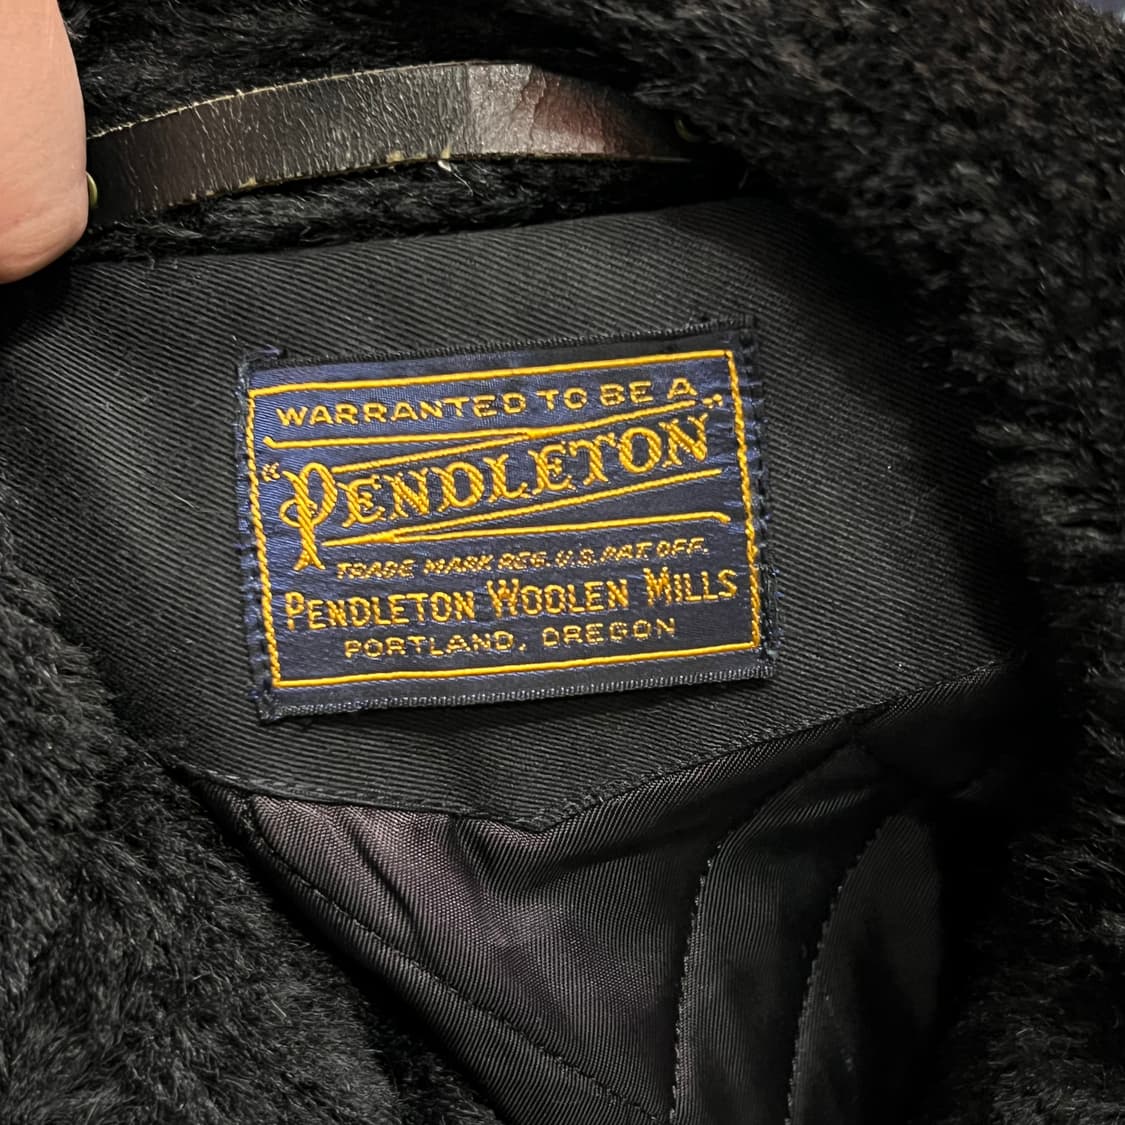 WARRANTED TO BE A
"PENDLETON"
TRADE MARK REG. U.S. PAT. OFF.
PENDLETON WOOLEN MILLS
PORTLAND, OREGON